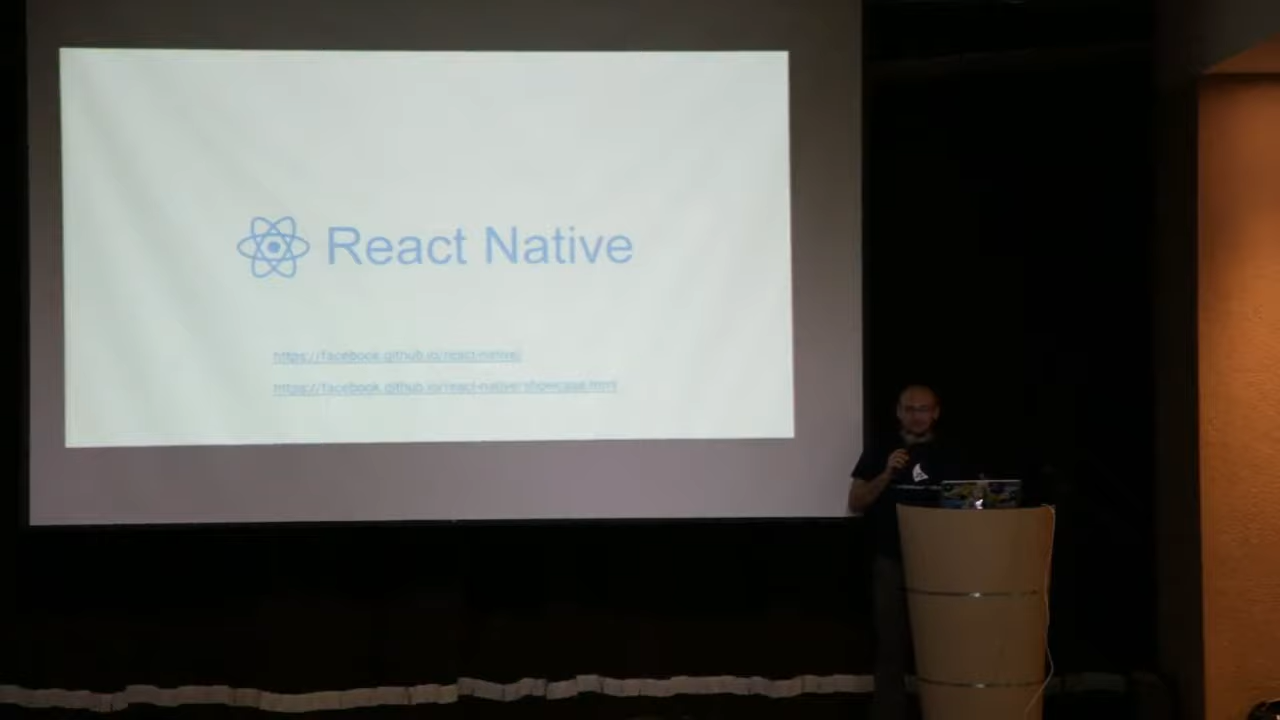 React Native
https://facebook.github.io/react-native/
https://facebook.github.io/react-native/showcase.html